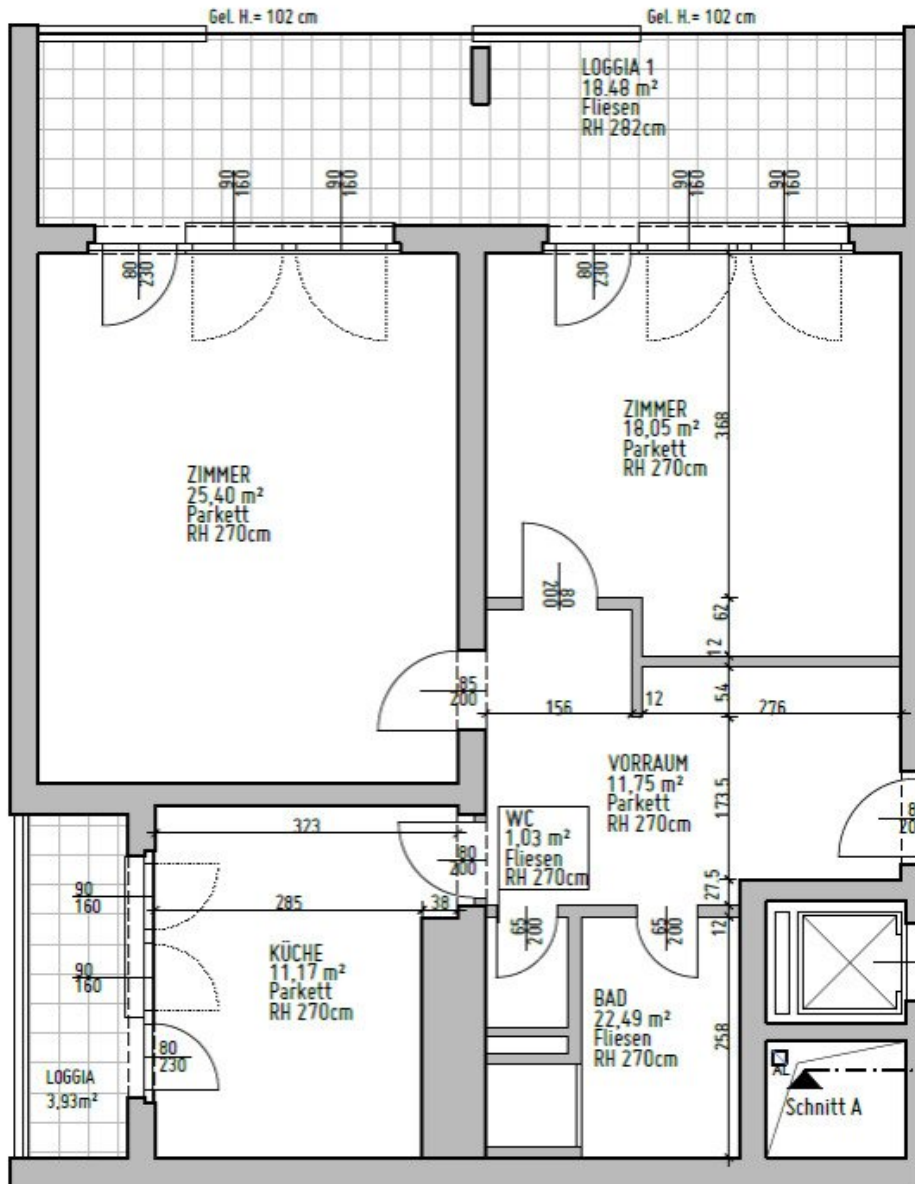 Gel. H.= 102 cm
Gel. H.= 102 cm
LOGGIA 1
18.48 m²
Fliesen
RH 282cm
90
160
90
160
90
160
90
160
80
230
80
230
ZIMMER
25,40 m²
Parkett
RH 270cm
ZIMMER
18,05 m²
Parkett
RH 270cm
368
80
200
62
12
54
85
200
156
12
276
VORRAUM
11,75 m²
Parkett
RH 270cm
173.5
27.5
12
WC
1,03 m²
Fliesen
RH 270cm
323
80
200
285
38
90
160
90
160
KÜCHE
11,17 m²
Parkett
RH 270cm
65
200
65
200
BAD
22,49 m²
Fliesen
RH 270cm
258
80
230
LOGGIA
3,93m²
AL
Schnitt A